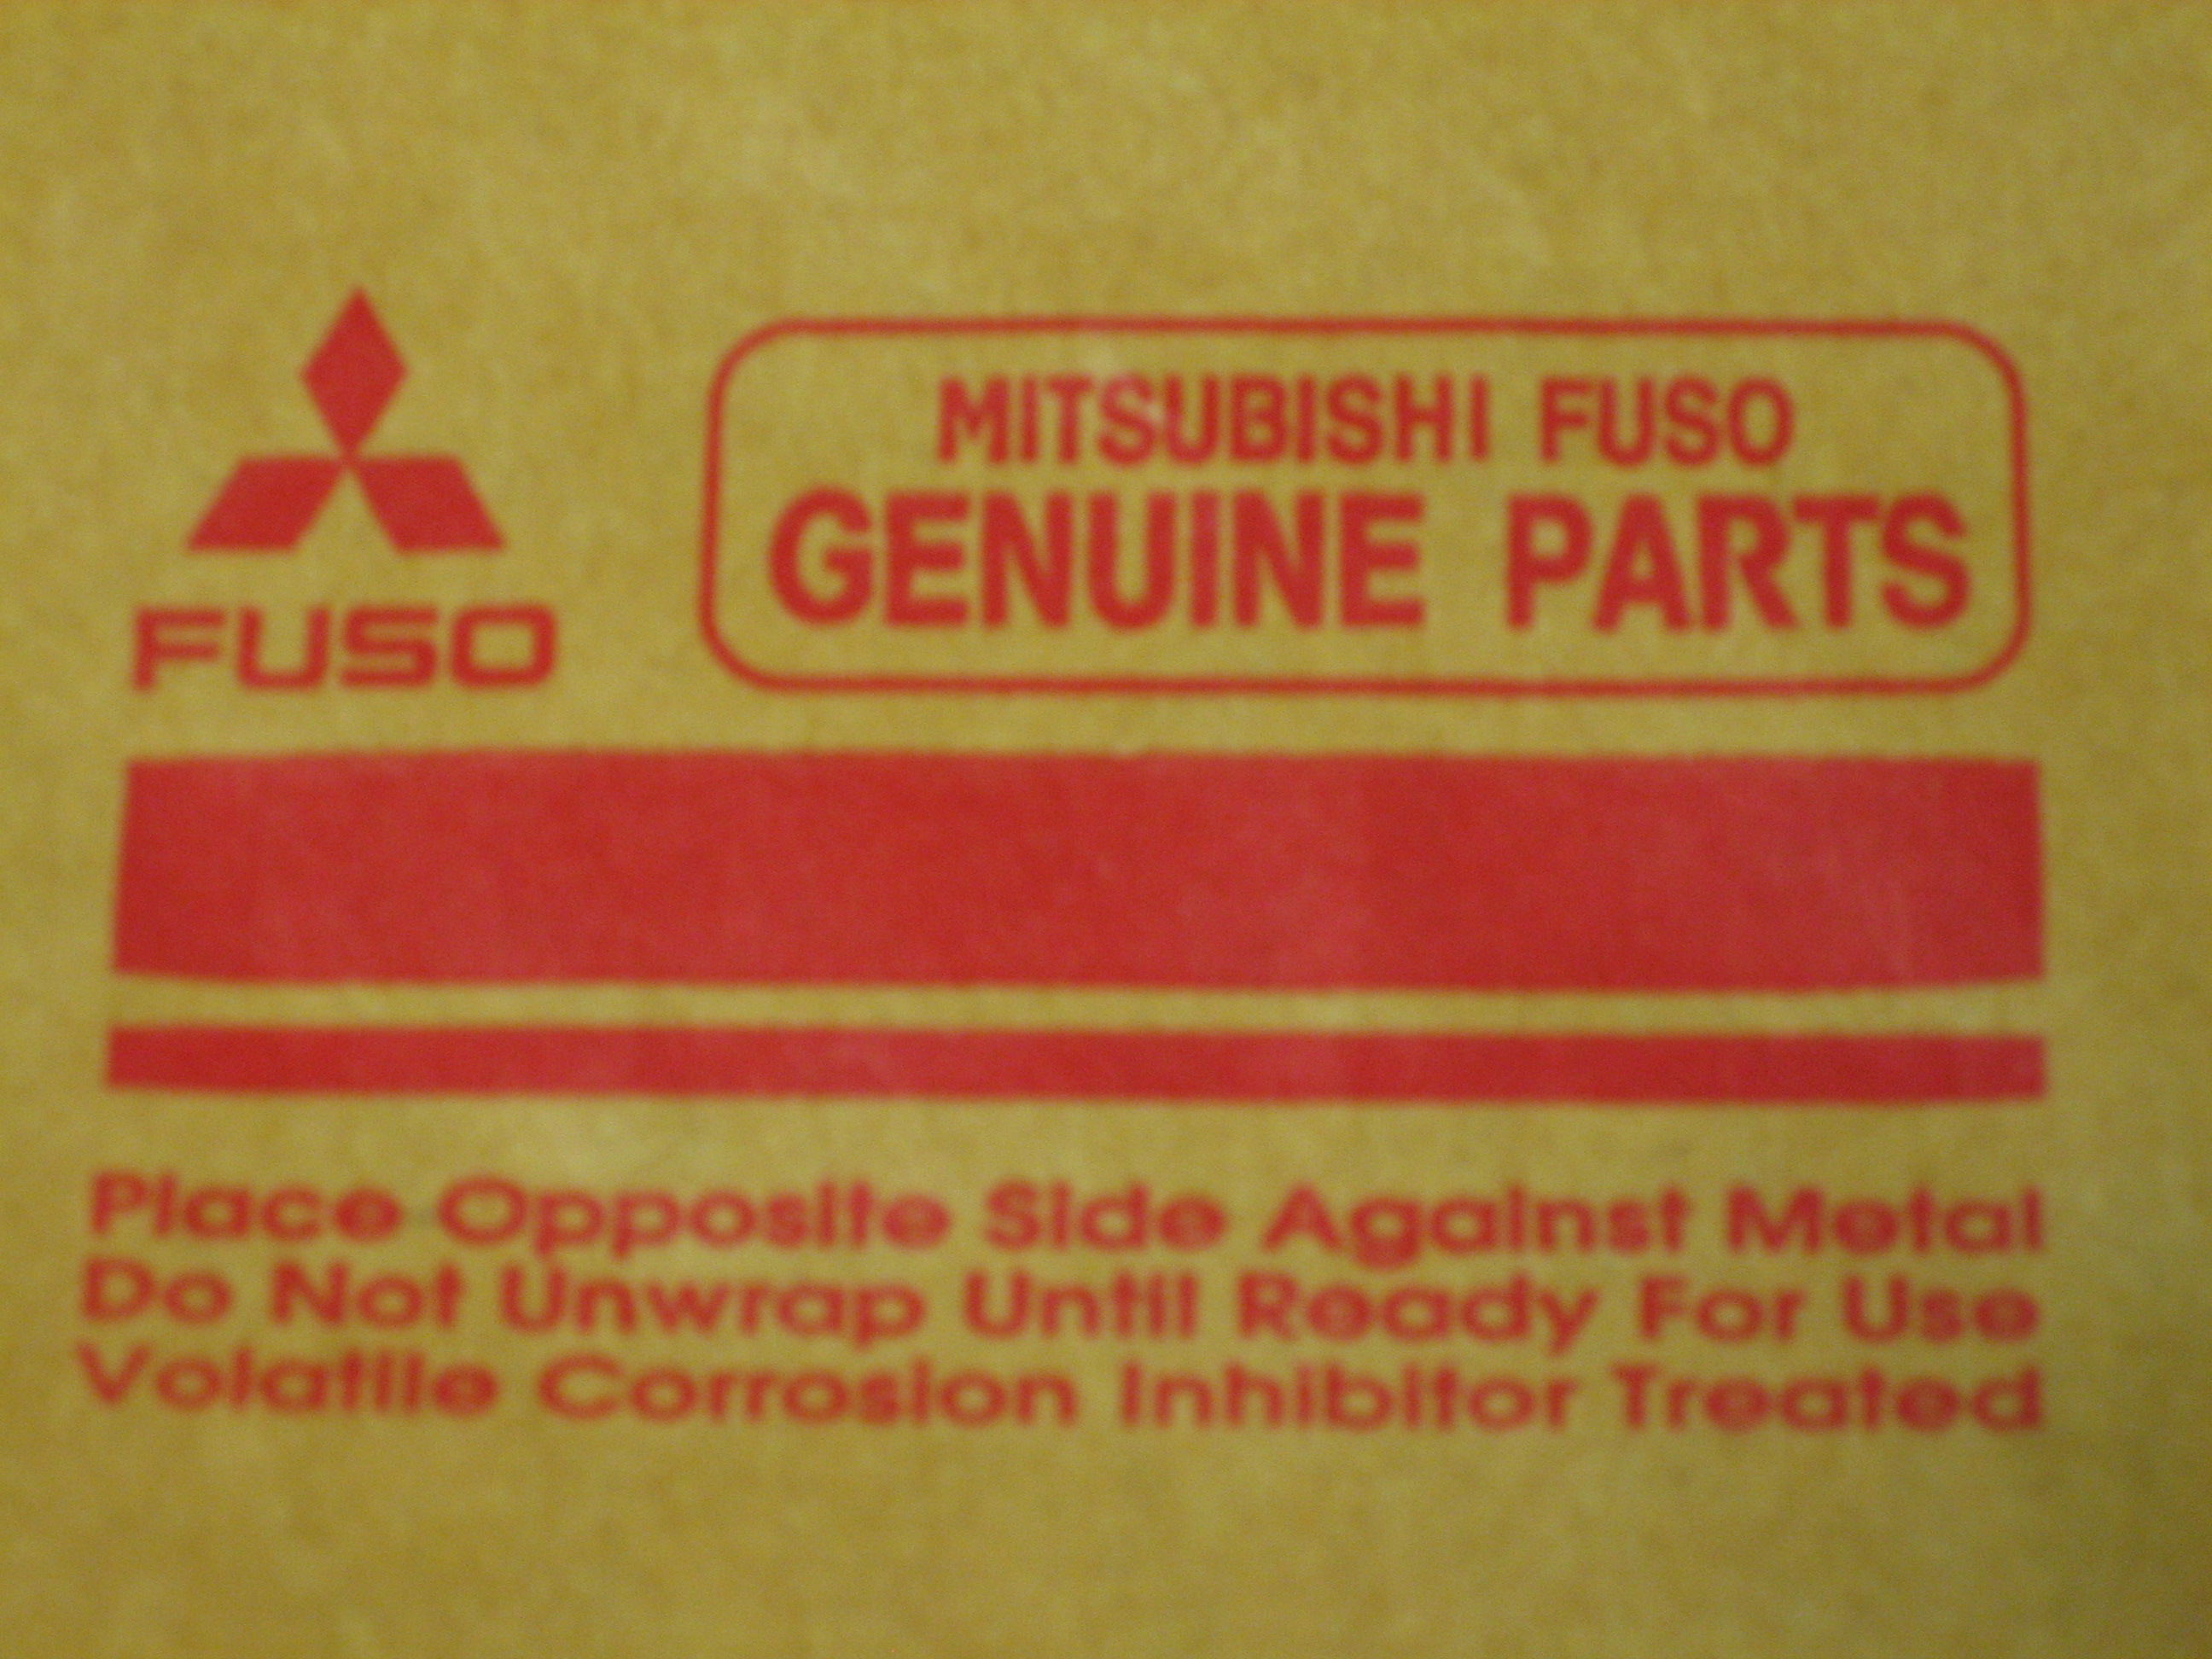 FUSO
MITSUBISHI FUSO
GENUINE PARTS
Place Opposite Side Against Metal
Do Not Unwrap Until Ready For Use
Volatile Corrosion Inhibitor Treated